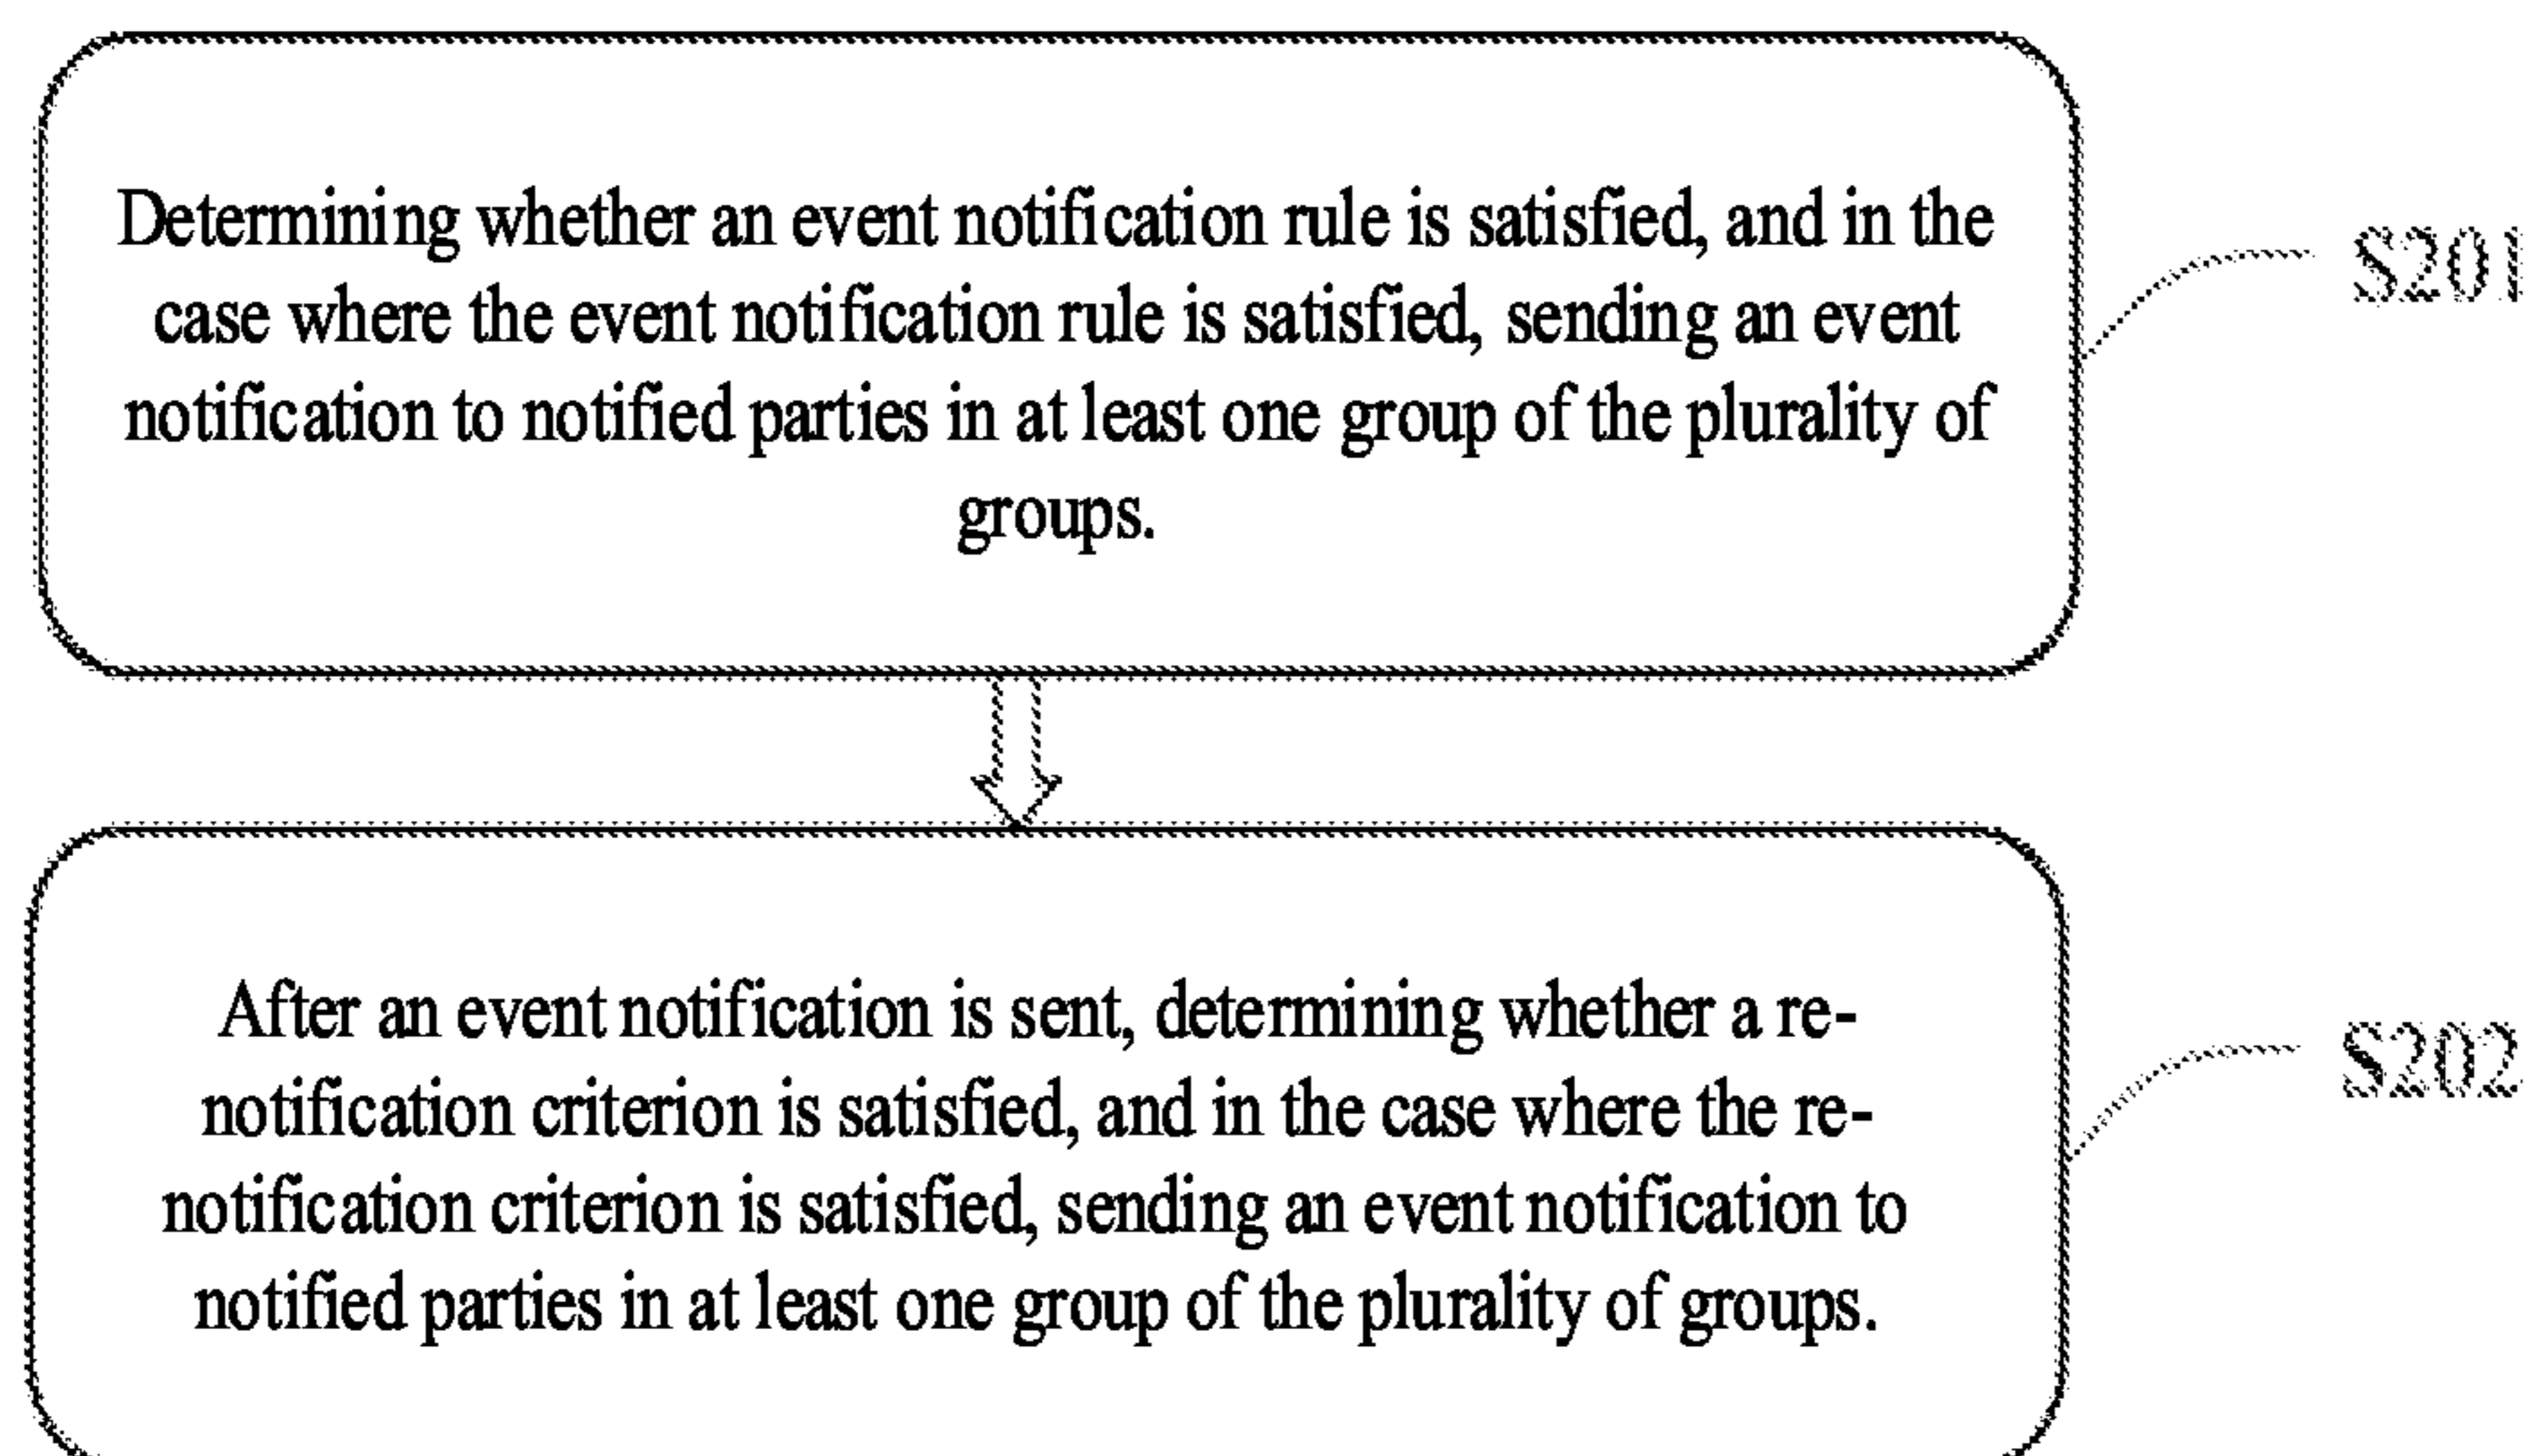 Determining whether an event notification rule is satisfied, and in the
case where the event notification rule is satisfied, sending an event
notification to notified parties in at least one group of the plurality of
groups.
S201
After an event notification is sent, determining whether a re-
notification criterion is satisfied, and in the case where the re-
notification criterion is satisfied, sending an event notification to
notified parties in at least one group of the plurality of groups.
S202